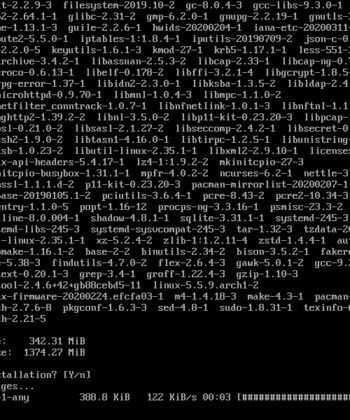 t-2.2.9-3 filesystem-2019.10-2 gc-8.0.4-3 gcc-libs-9.3.0-1
2.64.1-1 glibc-2.31-2 gmp-6.2.0-1 gnupg-2.2.19-1 gnutls-3
me-1.13.1-3 guile-2.2.6-1 hwids-20200204-1 iana-etc-20200311
oute2-5.5.0-1 iptables-1:1.8.4-1 iputils-20190709-2 json-c-0
-2.2.0-5 keyutils-1.6.1-3 kmod-27-1 krb5-1.17.1-1 less-551-
archive-3.4.2-1 libassuan-2.5.3-2 libcap-2.33-1 libcap-ng-0.
croco-0.6.13-1 libelf-0.178-2 libffi-3.2.1-4 libgcrypt-1.8.5
pg-error-1.37-1 libidn2-2.3.0-1 libksba-1.3.5-2 libldap-2.4
microhttpd-0.9.70-1 libmnl-1.0.4-3 libmpc-1.1.0-2
netfilter_conntrack-1.0.7-1 libnfnetlink-1.0.1-3 libnftnl-1.1
nghttp2-1.39.2-2 libnl-3.5.0-2 libp11-kit-0.23.20-3 libpcap-
psl-0.21.0-2 libsasl-2.1.27-2 libseccomp-2.4.2-1 libsecret-0
ssh2-1.9.0-2 libtasn1-4.16.0-1 libtirpc-1.2.5-1 libunistring-
sb-1.0.23-2 libutil-linux-2.35.1-1 libxml2-2.9.10-1 licenses
x-api-headers-5.4.17-1 lz4-1:1.9.2-2 mkinitcpio-27-3
nitcpio-busybox-1.31.1-1 mpfr-4.0.2-2 ncurses-6.2-1 nettle-3
nssl-1.1.1.d-2 p11-kit-0.23.20-3 pacman-mirrorlist-20200207-1
base-20190105.1-2 pciutils-3.6.4-1 pcre-8.43-2 pcre2-10.34-3
entry-1.1.0-5 popt-1.16-12 procps-ng-3.3.16-1 psmisc-23.3-2
line-8.0.004-1 shadow-4.8.1-1 sqlite-3.31.1-1 systemd-245-3
emd-libs-245-3 systemd-sysvcompat-245-3 tar-1.32-3 tzdata-20
-linux-2.35.1-1 xz-5.2.4-2 zlib-1:1.2.11-4 zstd-1.4.4-1 aut
make-1.16.1-2 base-2-2 binutils-2.34-2 bison-3.5.2-1 fakero
e-5.38-3 findutils-4.7.0-2 flex-2.6.4-3 gawk-5.0.1-2 gcc-9.3
ext-0.20.1-3 grep-3.4-1 groff-1.22.4-3 gzip-1.10-3
tool-2.4.6+42+gb88cebd5-11 linux-5.5.9.arch1-2
x-firmware-20200224.efcfa03-1 m4-1.4.18-3 make-4.3-1 pacman-
ch-2.7.6-8 pkgconf-1.6.3-3 sed-4.8-1 sudo-1.8.31-1 texinfo-6
ch-2.21-5
e: 342.31 MiB
ze: 1374.27 MiB
stallation? [Y/n]
ages...
-1-any 388.8 KiB 122 KiB/s 00:03 [####################